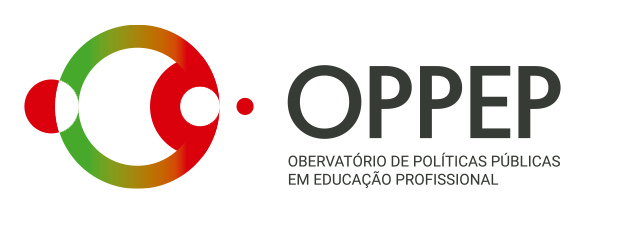 OPPEP
OBERVATÓRIO DE POLÍTICAS PÚBLICAS
EM EDUCAÇÃO PROFISSIONAL